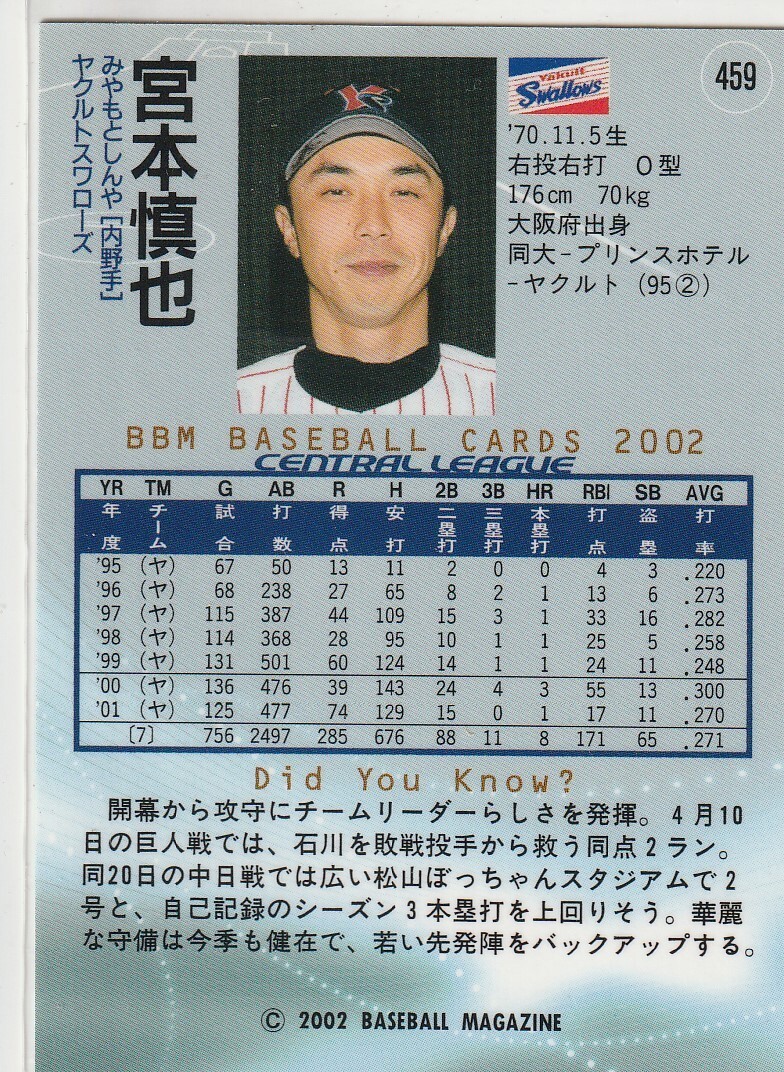 459
宮本慎也
みやもとしんや[内野手]
ヤクルトスワローズ
Yakult
Swallows
'70.11.5生
右投右打 O型
176cm 70kg
大阪府出身
同大-プリンスホテル
-ヤクルト (95②)
BBM BASEBALL CARDS 2002
CENTRAL LEAGUE
YR TM G AB R H 2B 3B HR RBI SB AVG
年度 チーム 試合 打数 得点 安打 二塁打 三塁打 本塁打 打点 盗塁 打率
'95 (ヤ) 67 50 13 11 2 0 0 4 3 .220
'96 (ヤ) 68 238 27 65 8 2 1 13 6 .273
'97 (ヤ) 115 387 44 109 15 3 1 33 16 .282
'98 (ヤ) 114 368 28 95 10 1 1 25 5 .258
'99 (ヤ) 131 501 60 124 14 1 1 24 11 .248
'00 (ヤ) 136 476 39 143 24 4 3 55 13 .300
'01 (ヤ) 125 477 74 129 15 0 1 17 11 .270
[7] 756 2497 285 676 88 11 8 171 65 .271
Did You Know?
開幕から攻守にチームリーダーらしさを発揮。4月10
日の巨人戦では、石川を敗戦投手から救う同点2ラン。
同20日の中日戦では広い松山ぼっちゃんスタジアムで2
号と、自己記録のシーズン3本塁打を上回りそう。華麗
な守備は今季も健在で、若い先発陣をバックアップする。
© 2002 BASEBALL MAGAZINE